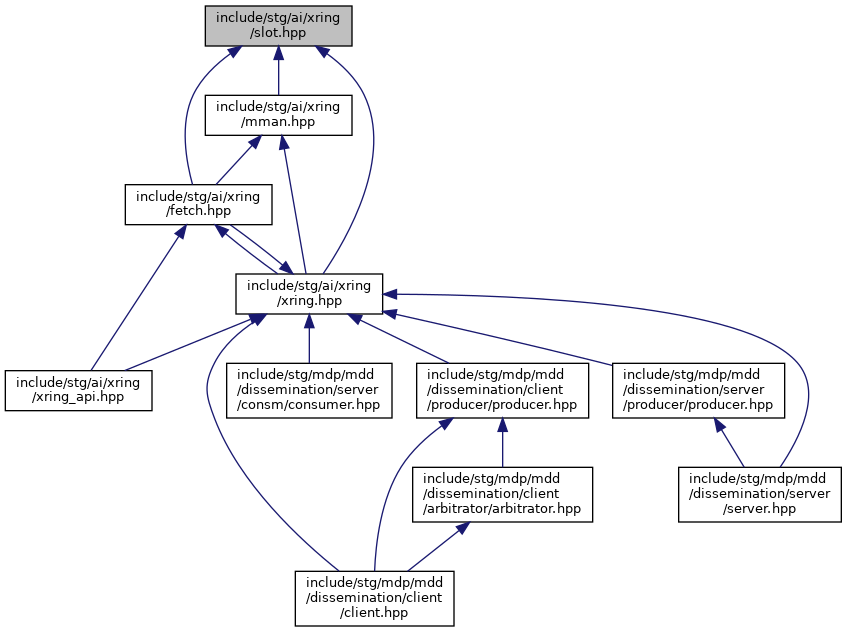 include/stg/ai/xring
/slot.hpp
include/stg/ai/xring
/mman.hpp
include/stg/ai/xring
/fetch.hpp
include/stg/ai/xring
/xring.hpp
include/stg/ai/xring
/xring_api.hpp
include/stg/mdp/mdd
/dissemination/server
/consm/consumer.hpp
include/stg/mdp/mdd
/dissemination/client
/producer/producer.hpp
include/stg/mdp/mdd
/dissemination/server
/producer/producer.hpp
include/stg/mdp/mdd
/dissemination/client
/arbitrator/arbitrator.hpp
include/stg/mdp/mdd
/dissemination/server
/server.hpp
include/stg/mdp/mdd
/dissemination/client
/client.hpp